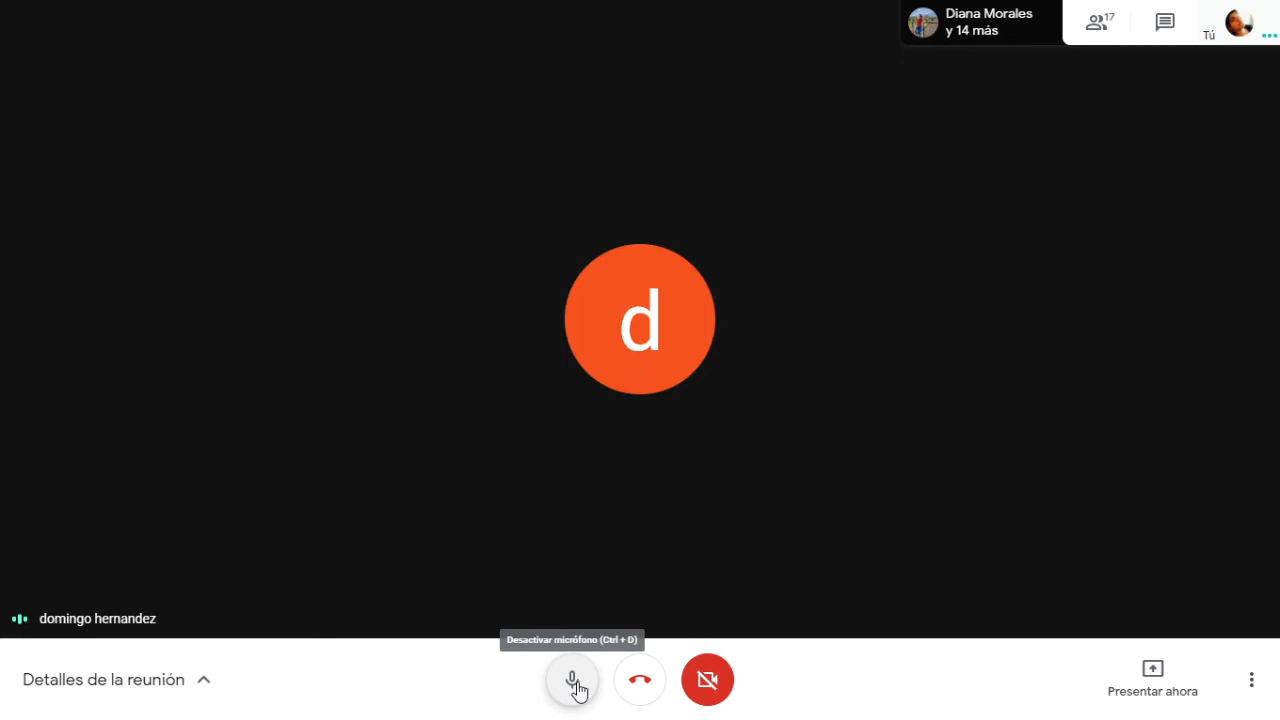 Diana Morales
y 14 más
17
Tú
d
domingo hernandez
Desactivar micrófono (Ctrl + D)
Detalles de la reunión
Presentar ahora